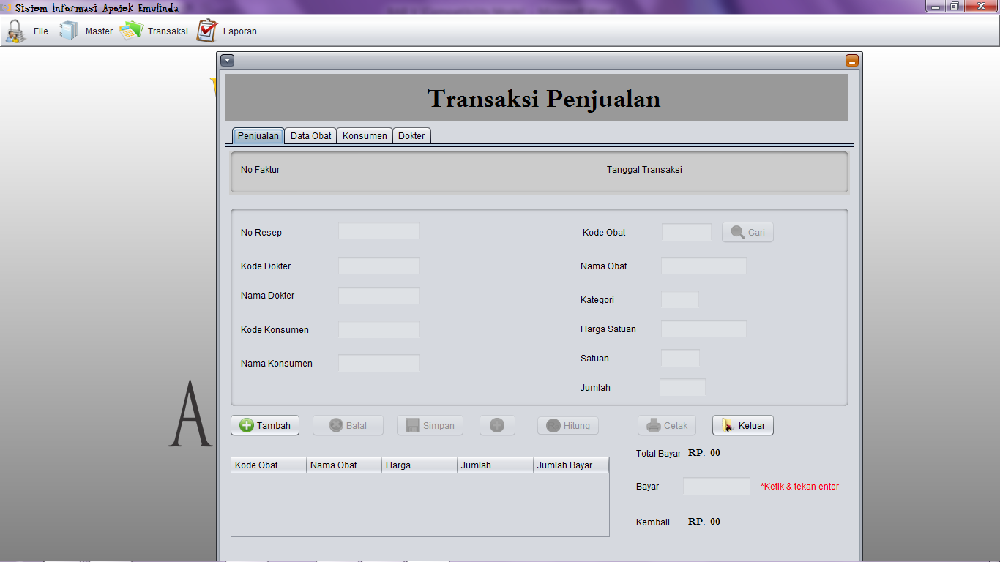 Sistem Informasi Apotek Emulinda
File Master Transaksi Laporan
Transaksi Penjualan
Penjualan Data Obat Konsumen Dokter
No Faktur Tanggal Transaksi
No Resep Kode Obat Cari
Kode Dokter Nama Obat
Nama Dokter Kategori
Kode Konsumen Harga Satuan
Nama Konsumen Satuan
Jumlah
A
Tambah Batal Simpan Hitung Cetak Keluar
Total Bayar RP. 00
Kode Obat Nama Obat Harga Jumlah Jumlah Bayar
Bayar *Ketik & tekan enter
Kembali RP. 00